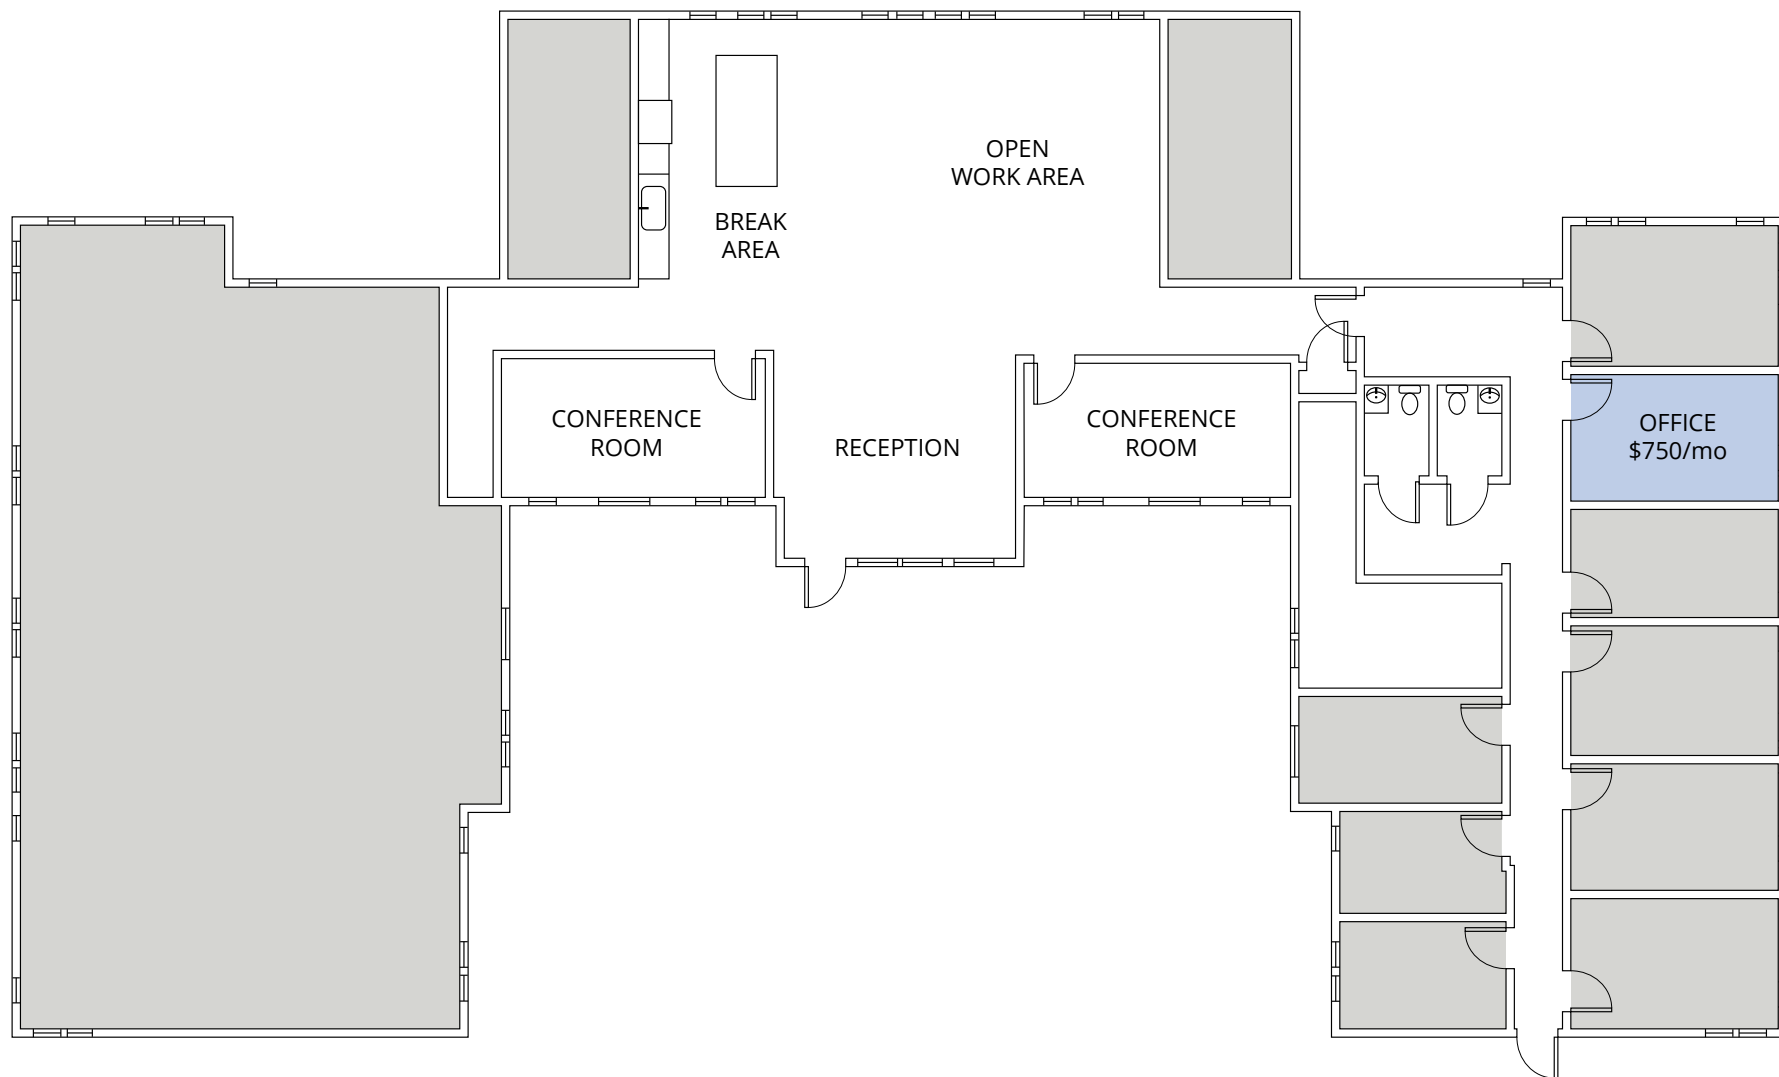 OPEN
WORK AREA
BREAK
AREA
CONFERENCE
ROOM
RECEPTION
CONFERENCE
ROOM
OFFICE
$750/mo